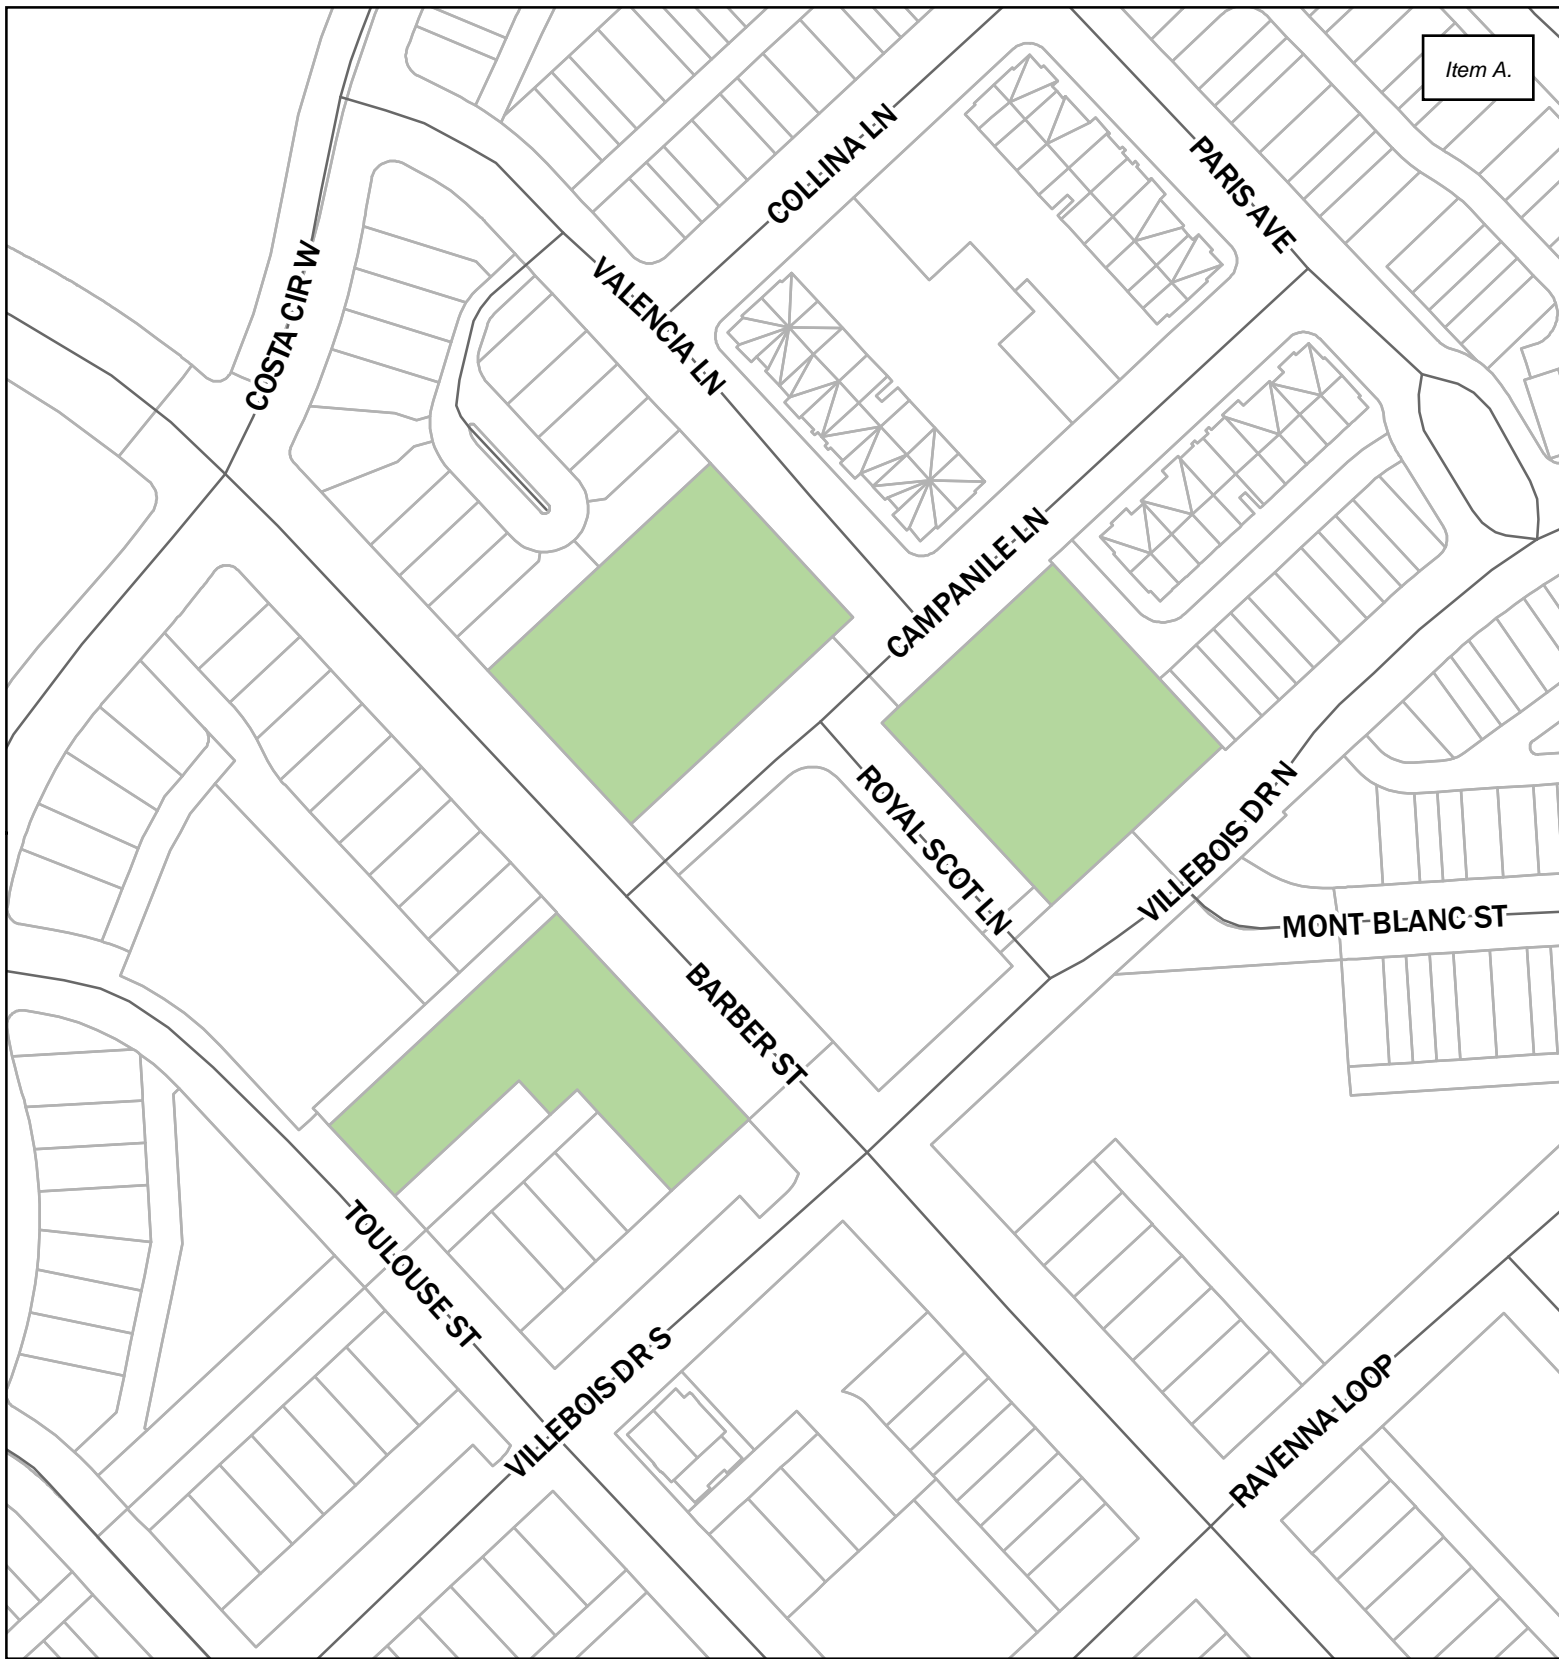 Item A.
COLLINA LN
PARIS AVE
COSTA CIR W
VALENCIA LN
CAMPANILE LN
ROYAL SCOT LN
VILLEBOIS DR N
MONT BLANC ST
BARBER ST
TOULOUSE ST
VILLEBOIS DR S
RAVENNA LOOP